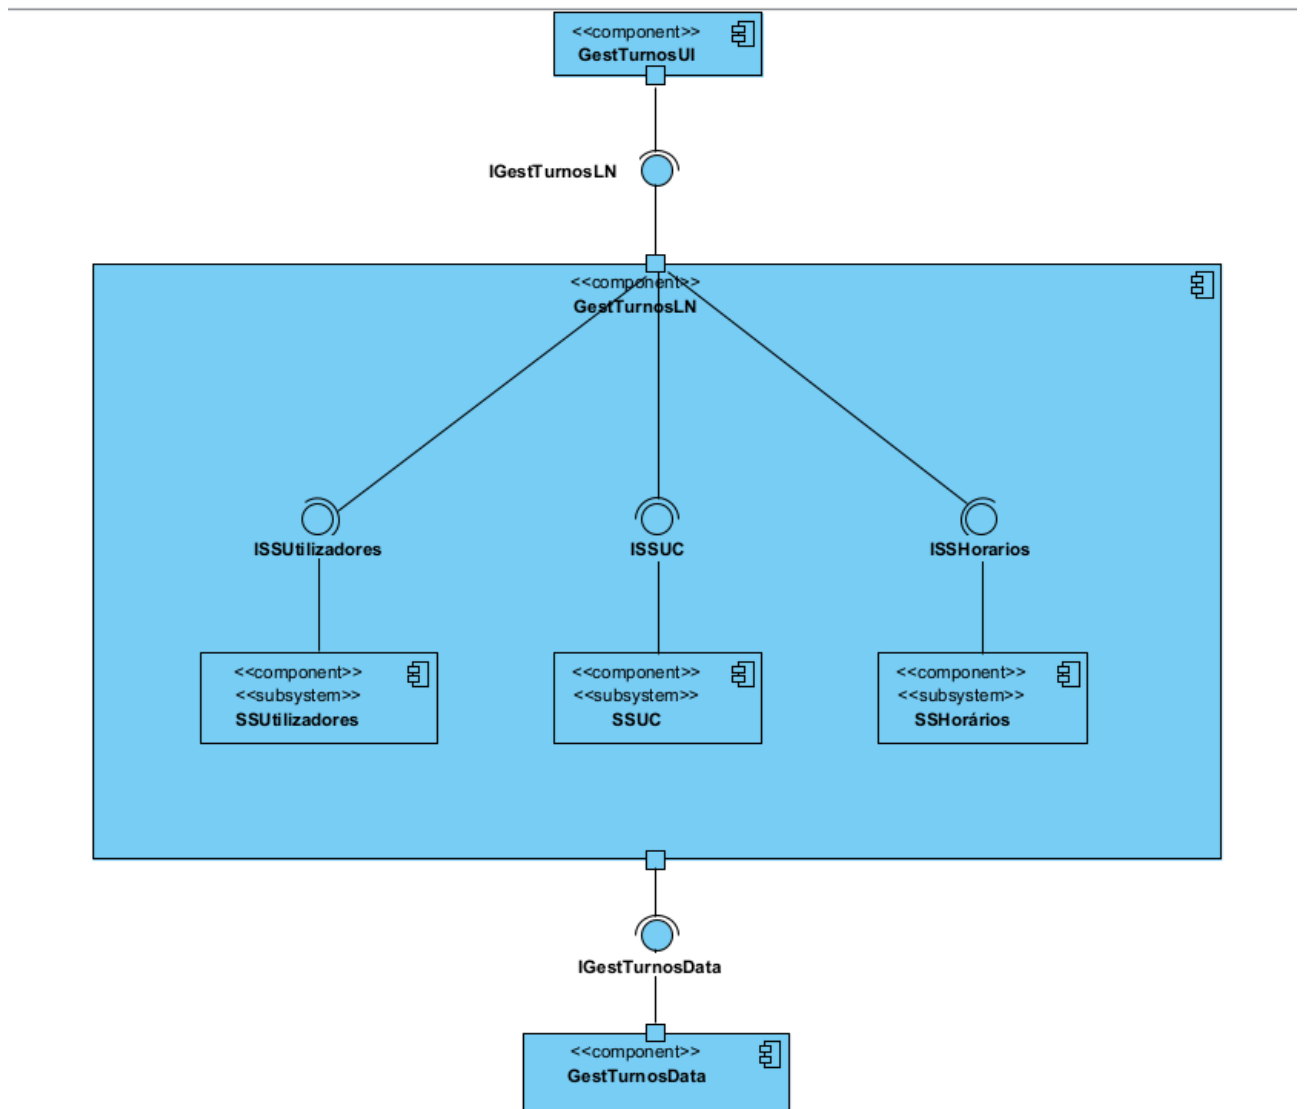 <<component>>
GestTurnosUI
IGestTurnosLN
<<component>>
GestTurnosLN
ISSUtilizadores
ISSUC
ISSHorarios
<<component>>
<<subsystem>>
SSUtilizadores
<<component>>
<<subsystem>>
SSUC
<<component>>
<<subsystem>>
SSHorários
IGestTurnosData
<<component>>
GestTurnosData